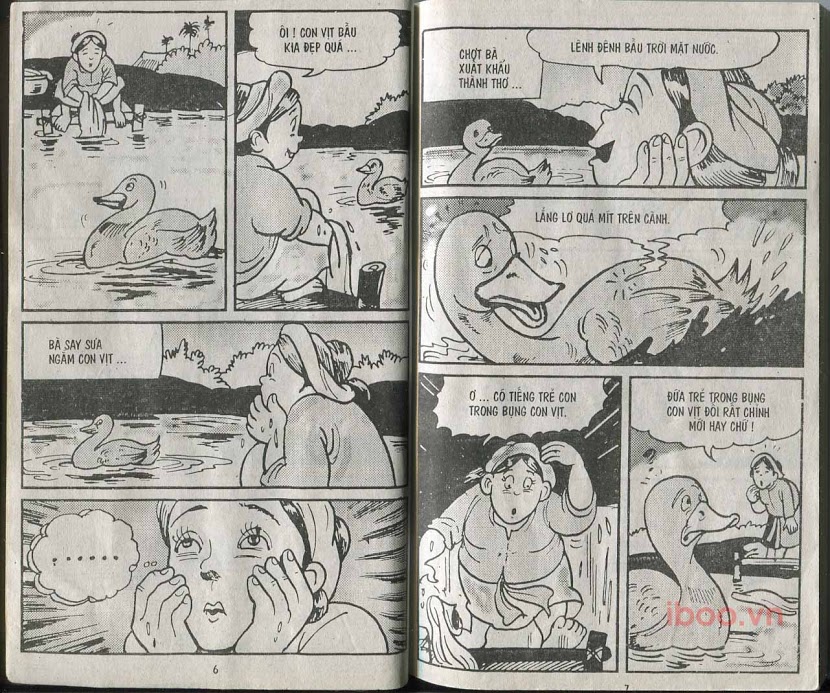 ÔI ! CON VỊT BẦU
KIA ĐẸP QUÁ ...
BÀ SAY SƯA
NGẮM CON VỊT ...
......
6
CHỢT BÀ
XUẤT KHẨU
THÀNH THƠ ...
LÊNH ĐÊNH BẦU TRỜI MẶT NƯỚC.
LẲNG LƠ QUẢ MÍT TRÊN CÀNH.
Ơ ... CÓ TIẾNG TRẺ CON
TRONG BỤNG CON VỊT.
ĐỨA TRẺ TRONG BỤNG
CON VỊT ĐỐI RẤT CHỈNH
MỚI HAY CHỨ !
iboo.vn
7